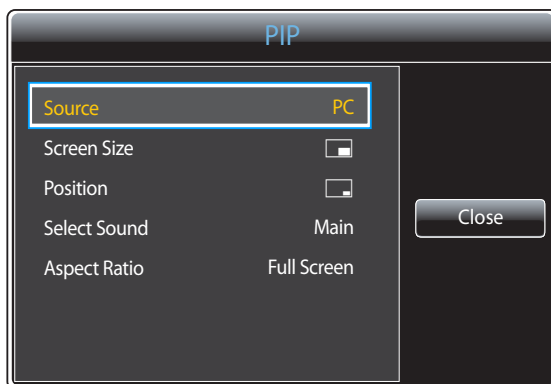 PIP
Source PC
Screen Size
Position
Select Sound Main
Aspect Ratio Full Screen
Close